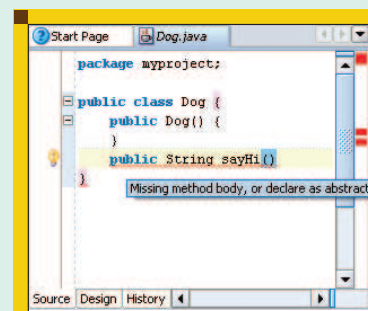 Start Page Dog.java
package myproject;
public class Dog {
public Dog() {
}
public String sayHi()
}
Missing method body, or declare as abstract
Source Design History